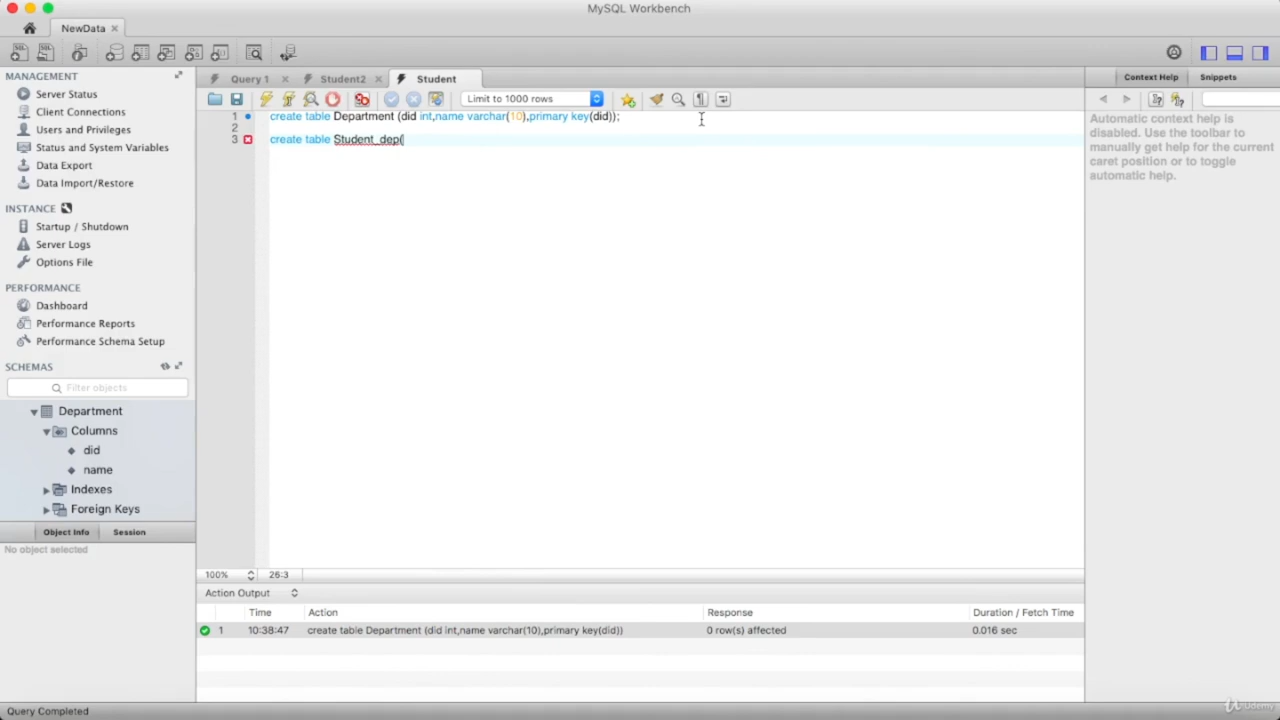 MySQL Workbench
NewData
MANAGEMENT
Server Status
Client Connections
Users and Privileges
Status and System Variables
Data Export
Data Import/Restore
INSTANCE
Startup / Shutdown
Server Logs
Options File
PERFORMANCE
Dashboard
Performance Reports
Performance Schema Setup
SCHEMAS
Filter objects
Department
Columns
did
name
Indexes
Foreign Keys
Object Info Session
No object selected
Query 1 Student2 Student
Limit to 1000 rows
1 create table Department (did int,name varchar(10),primary key(did));
2
3 create table Student_dep(
100% 26:3
Action Output
Time Action Response Duration / Fetch Time
1 10:38:47 create table Department (did int,name varchar(10),primary key(did)) 0 row(s) affected 0.016 sec
Context Help Snippets
Automatic context help is
disabled. Use the toolbar to
manually get help for the current
caret position or to toggle
automatic help.
Query Completed
Udemy